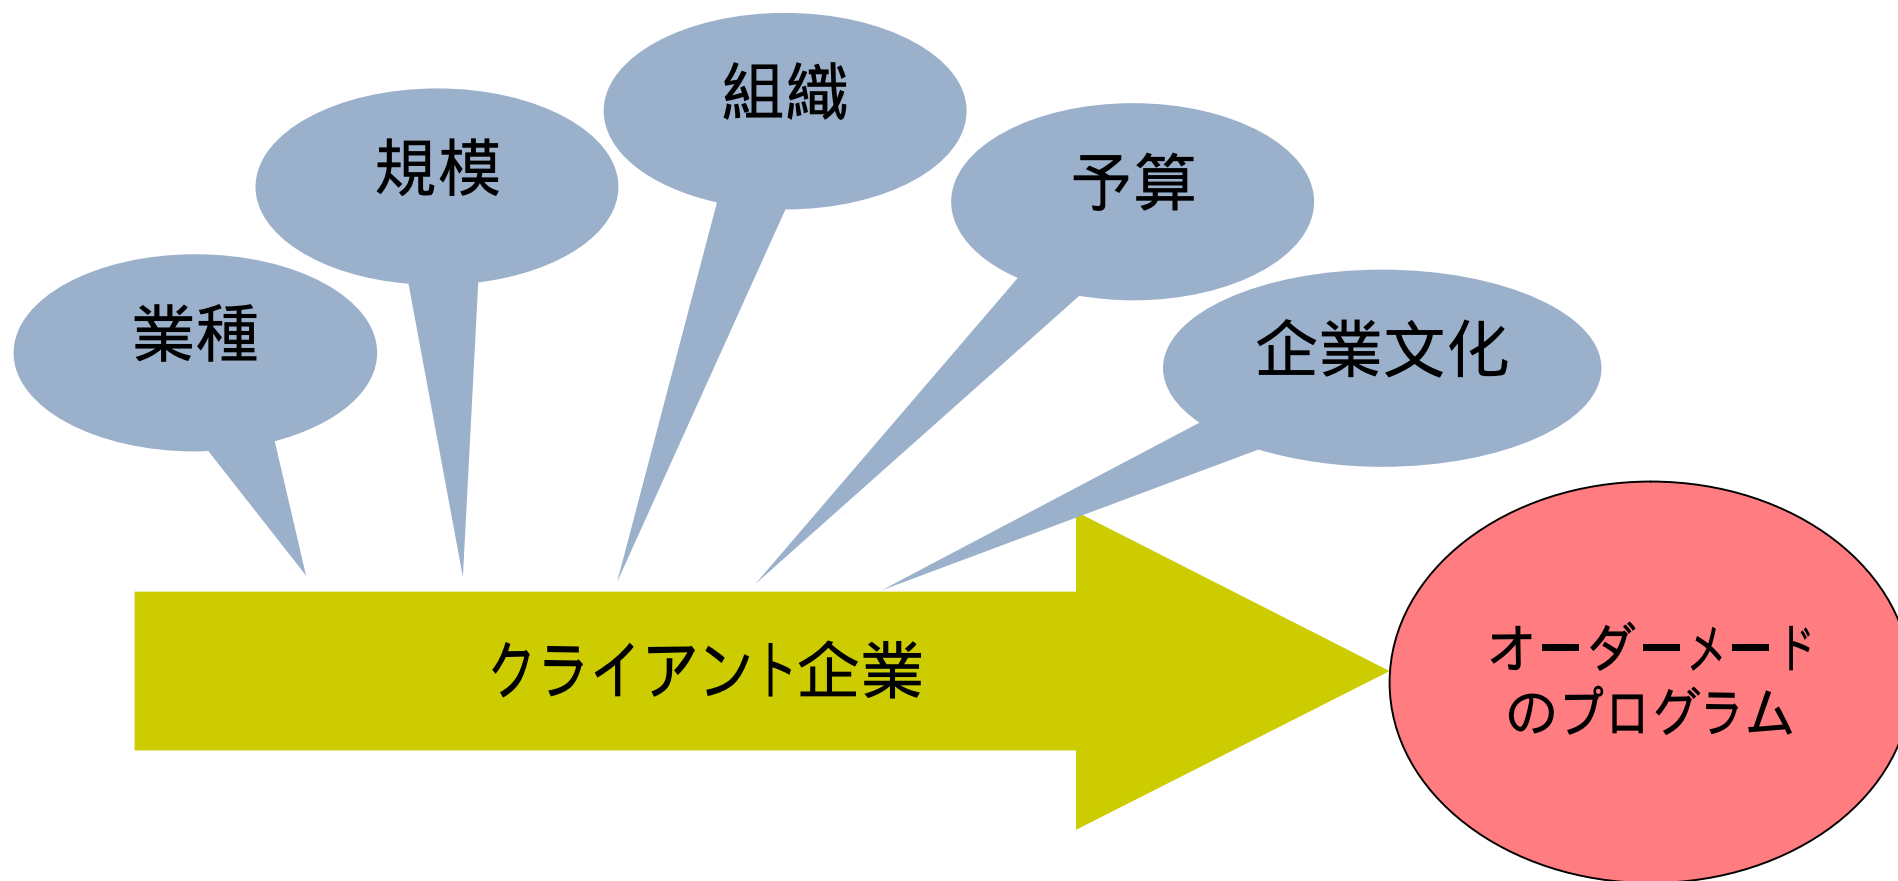 組織
規模
予算
業種
企業文化
クライアント企業
オーダーメード
のプログラム